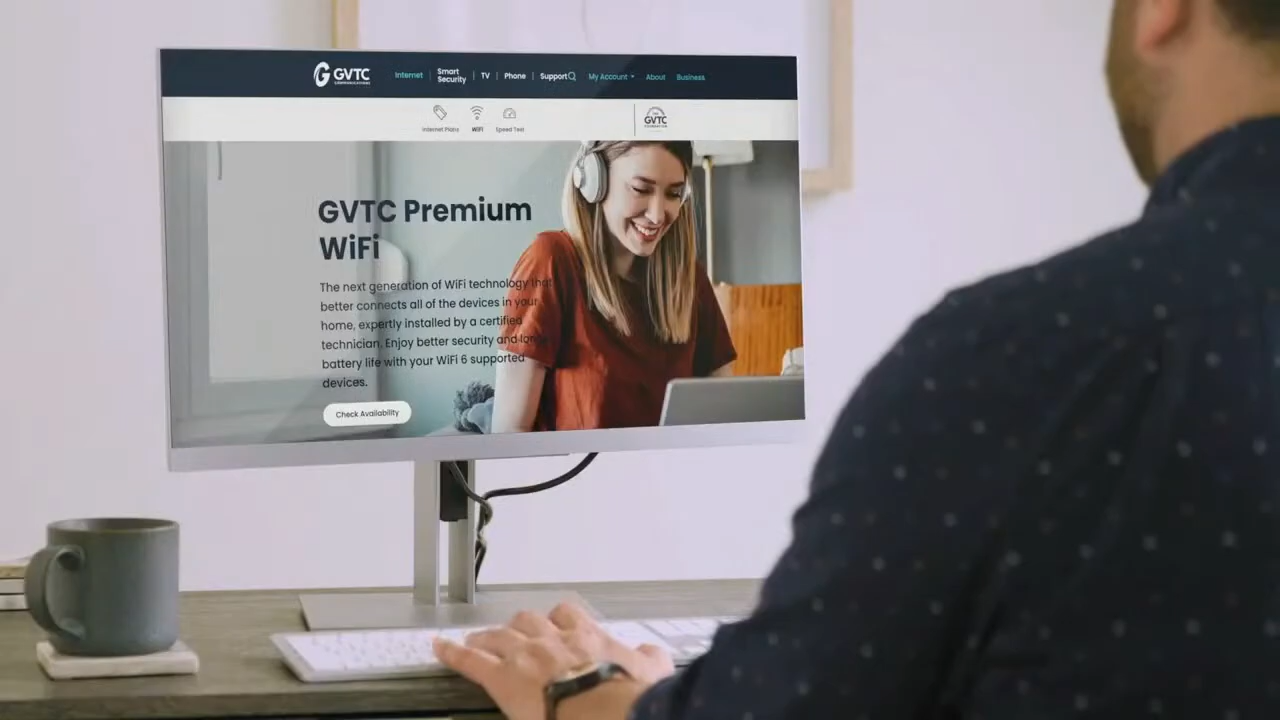 GVTC
Internet | Smart Security | TV | Phone | Support My Account About Business
Internet Plans WiFi Speed Test
GVTC
GVTC Premium
WiFi
The next generation of WiFi technology that
better connects all of the devices in your
home, expertly installed by a certified
technician. Enjoy better security and longer
battery life with your WiFi 6 supported
devices.
Check Availability